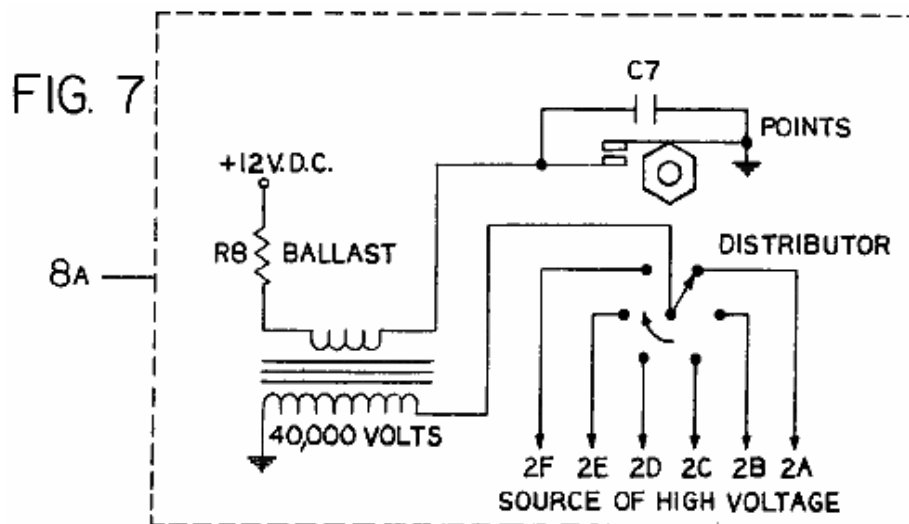 FIG. 7
C7
POINTS
+12V.D.C.
R8 BALLAST
DISTRIBUTOR
8A
40,000 VOLTS
2F 2E 2D 2C 2B 2A
SOURCE OF HIGH VOLTAGE